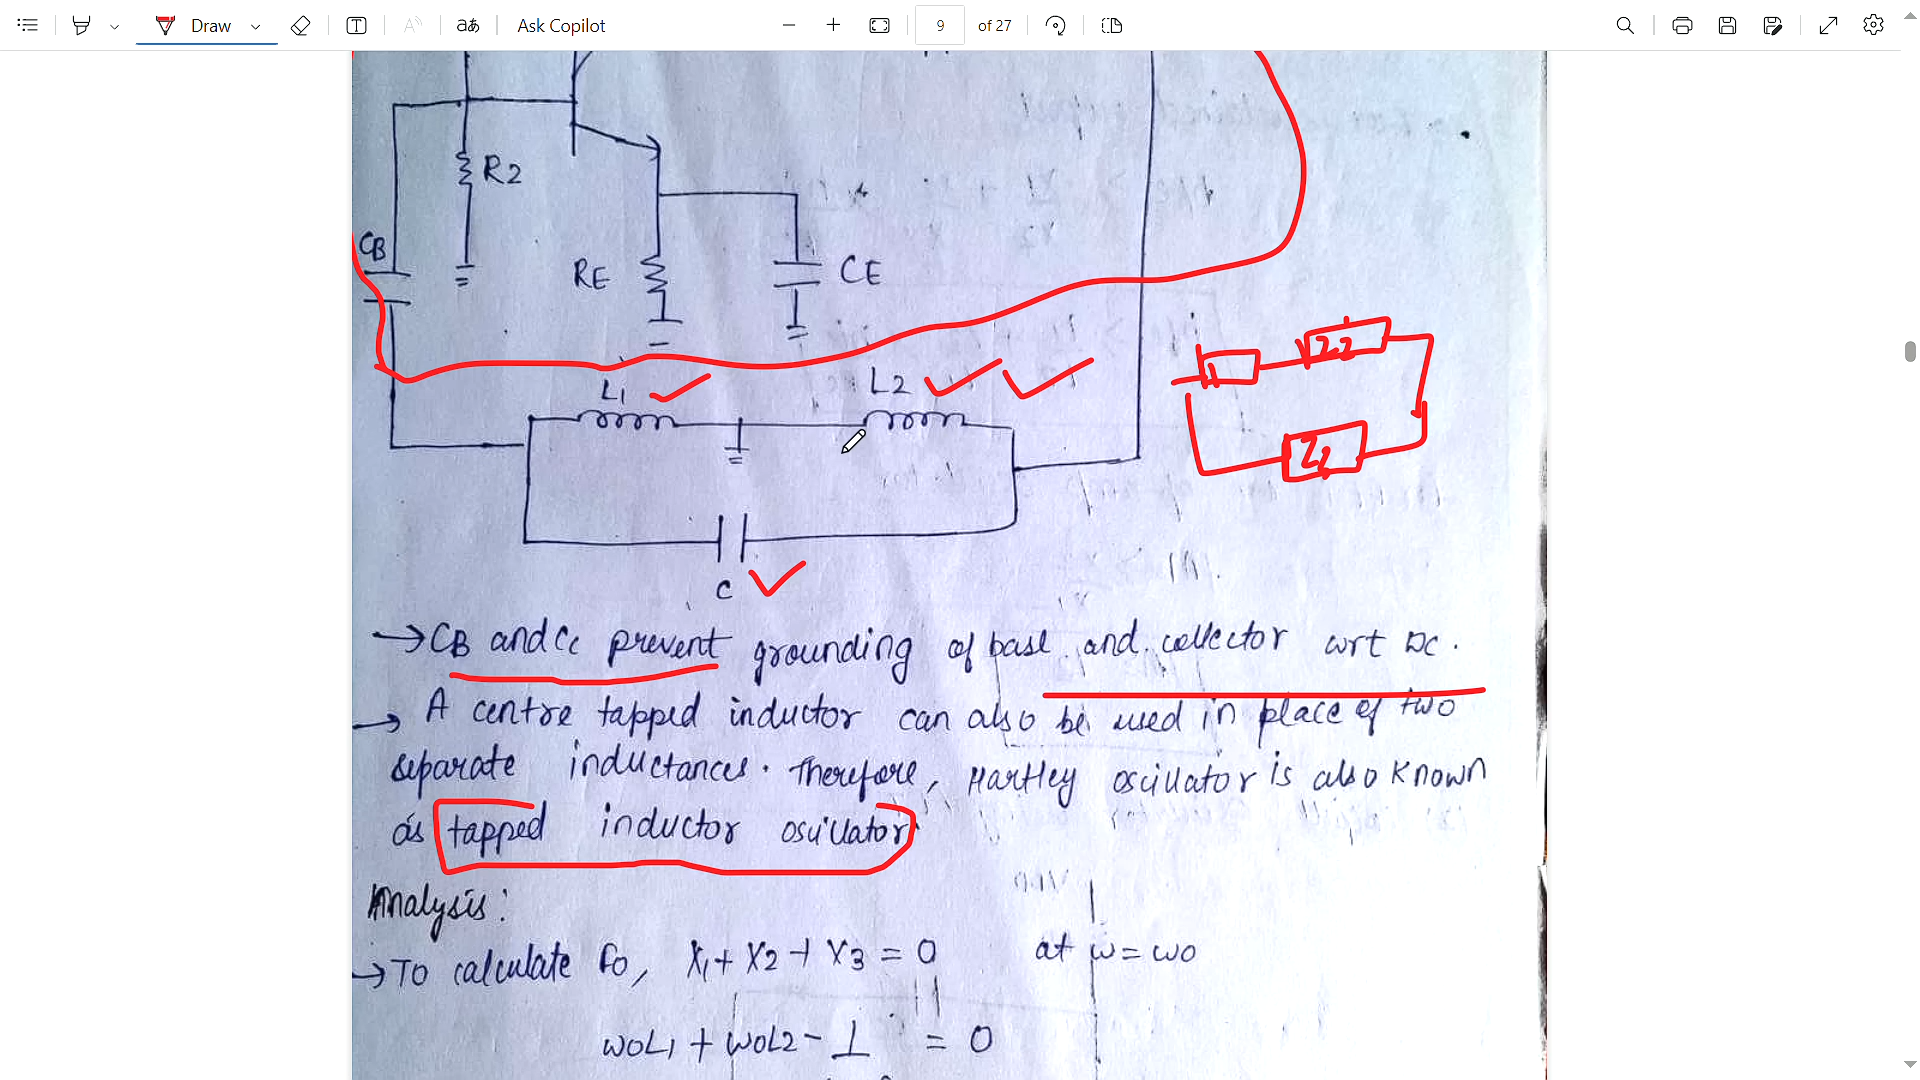 Draw
Ask Copilot
9 of 27
R2
CB
RE
CE
L1
L2
Z2
C
→ CB and Cc prevent grounding of base and collector wrt DC.
→ A centre tapped inductor can also be used in place of two
separate inductances. Therefore, Hartley oscillator is also known
as tapped inductor oscillator
Analysis:
→ To calculate fo, X1 + X2 + X3 = 0 at ω = ωo
ωoL1 + ωoL2 - 1 = 0